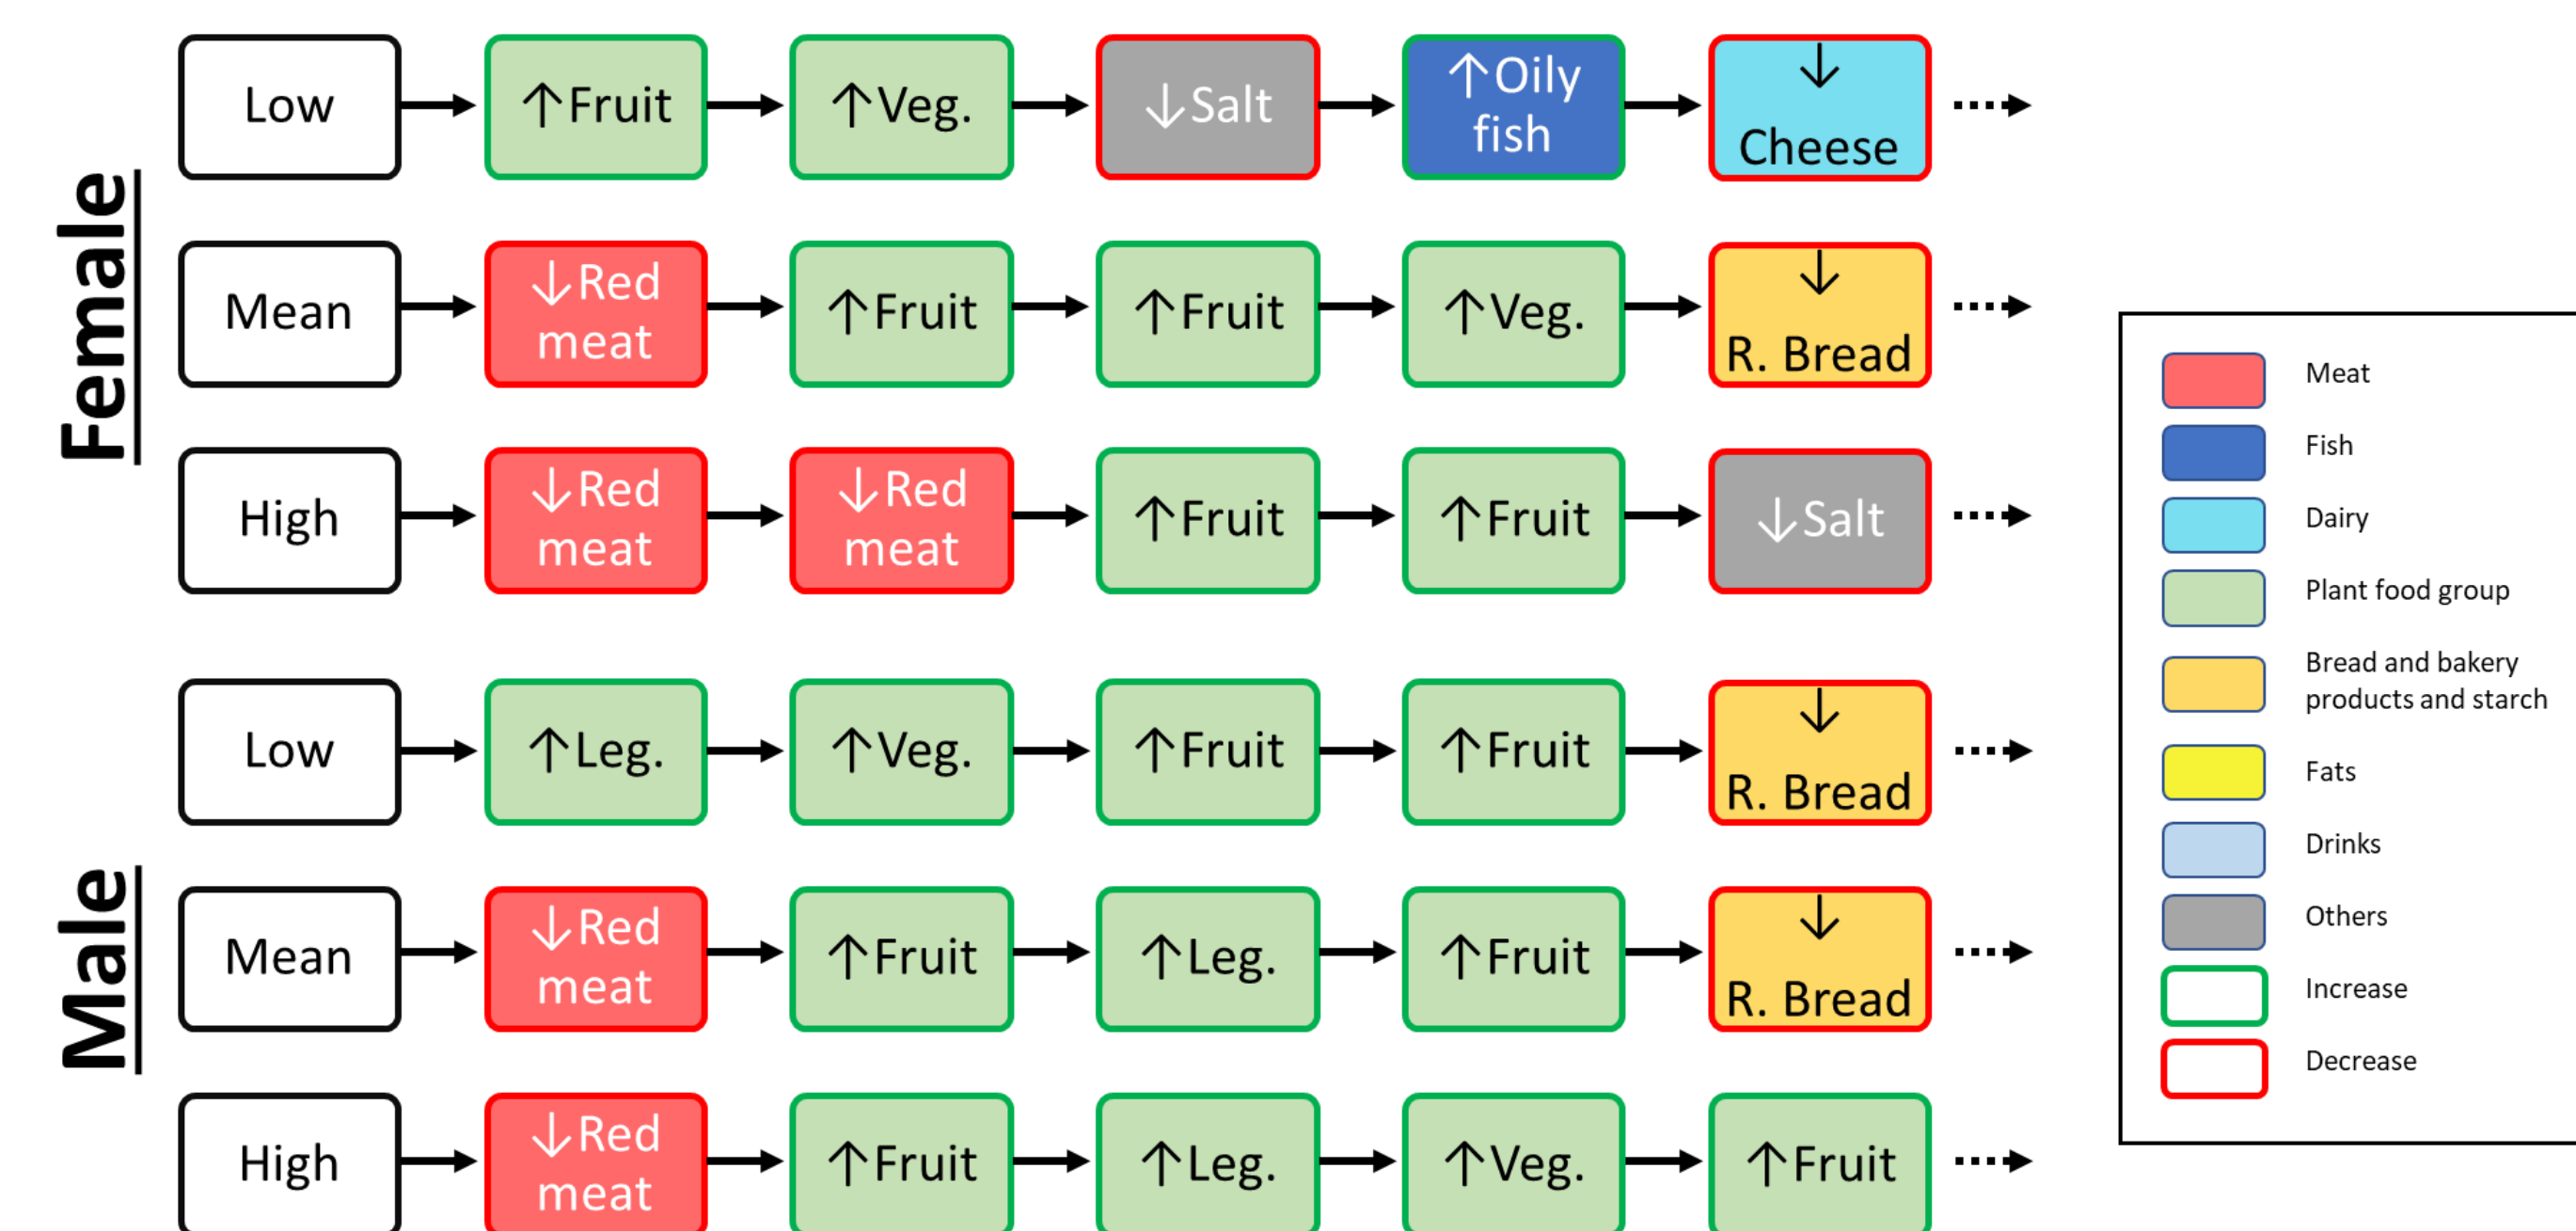 Female
Low
↑Fruit
↑Veg.
↓Salt
↑Oily
fish
↓
Cheese
Mean
↓Red
meat
↑Fruit
↑Fruit
↑Veg.
↓
R. Bread
High
↓Red
meat
↓Red
meat
↑Fruit
↑Fruit
↓Salt
Male
Low
↑Leg.
↑Veg.
↑Fruit
↑Fruit
↓
R. Bread
Mean
↓Red
meat
↑Fruit
↑Leg.
↑Fruit
↓
R. Bread
High
↓Red
meat
↑Fruit
↑Leg.
↑Veg.
↑Fruit
Meat
Fish
Dairy
Plant food group
Bread and bakery
products and starch
Fats
Drinks
Others
Increase
Decrease